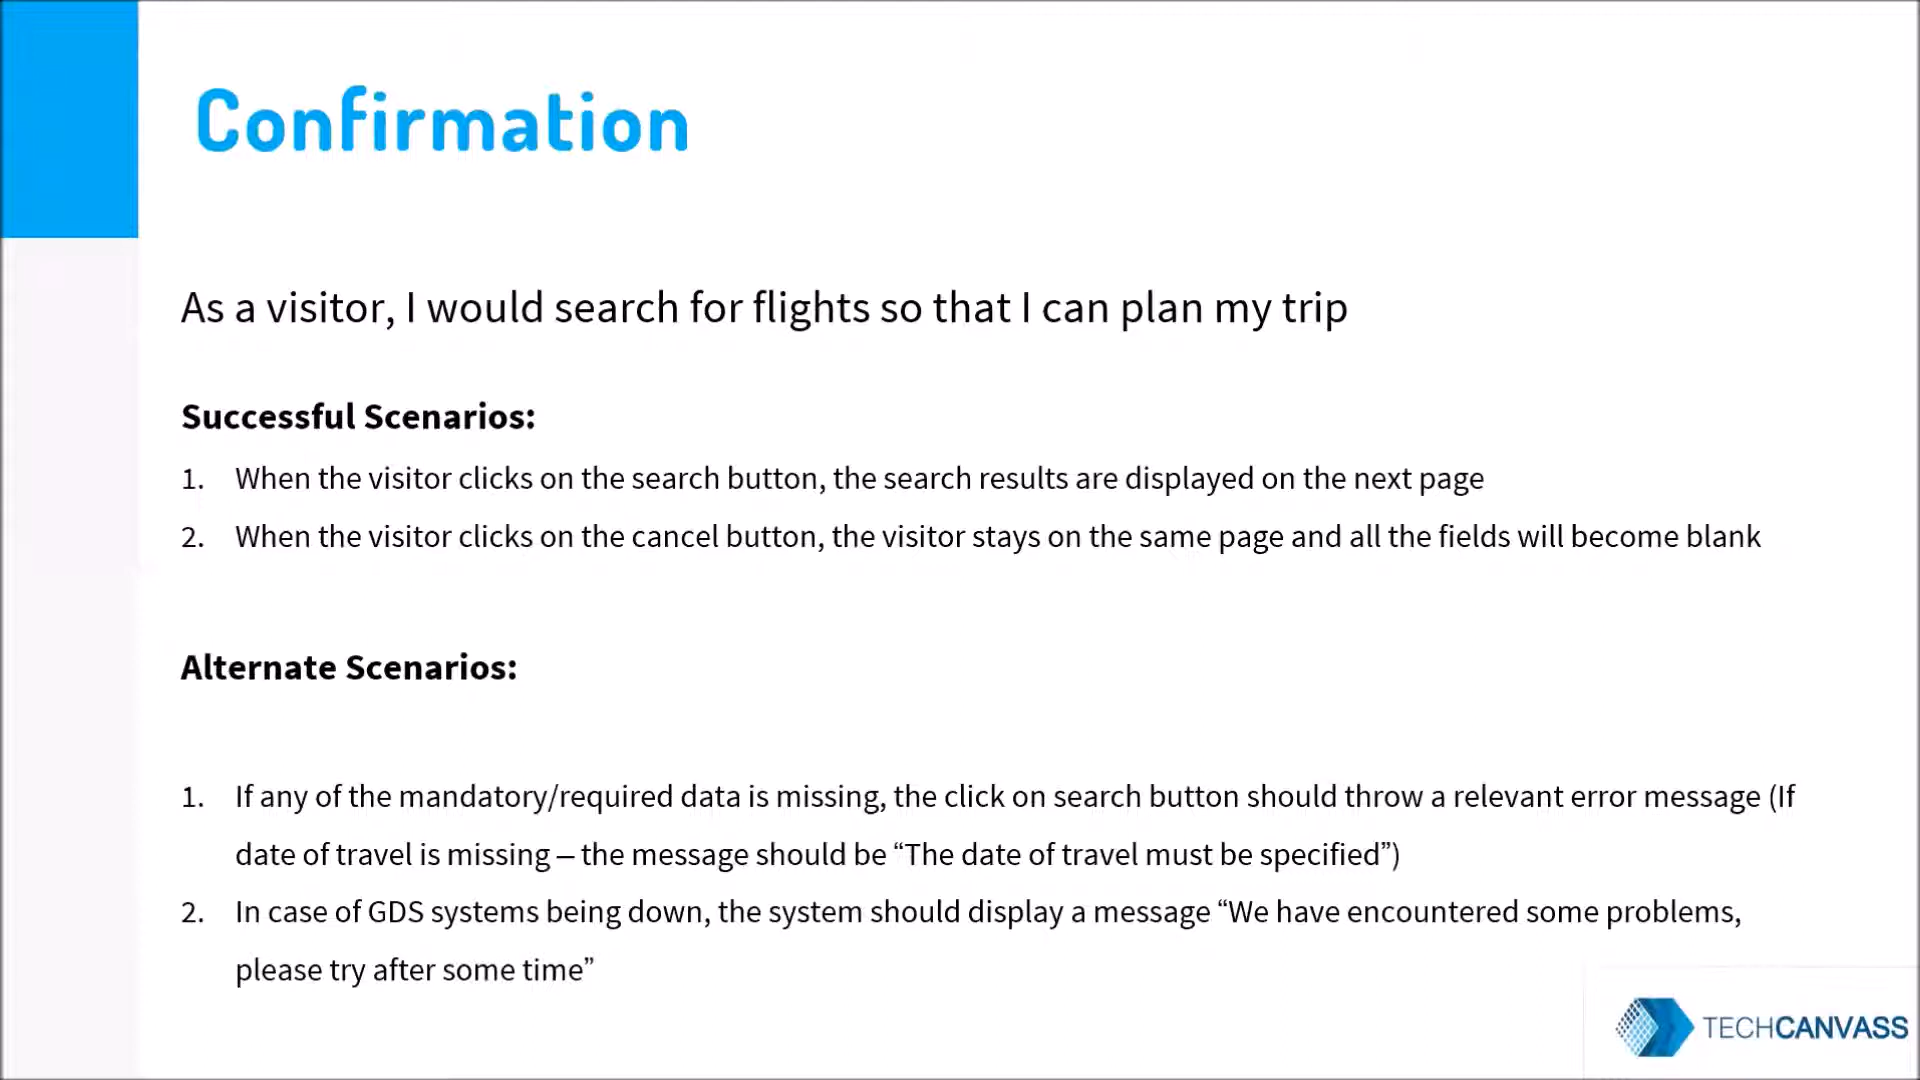 Confirmation
As a visitor, I would search for flights so that I can plan my trip
Successful Scenarios:
1. When the visitor clicks on the search button, the search results are displayed on the next page
2. When the visitor clicks on the cancel button, the visitor stays on the same page and all the fields will become blank
Alternate Scenarios:
1. If any of the mandatory/required data is missing, the click on search button should throw a relevant error message (If
date of travel is missing – the message should be “The date of travel must be specified”)
2. In case of GDS systems being down, the system should display a message “We have encountered some problems,
please try after some time”
TECHCANVASS